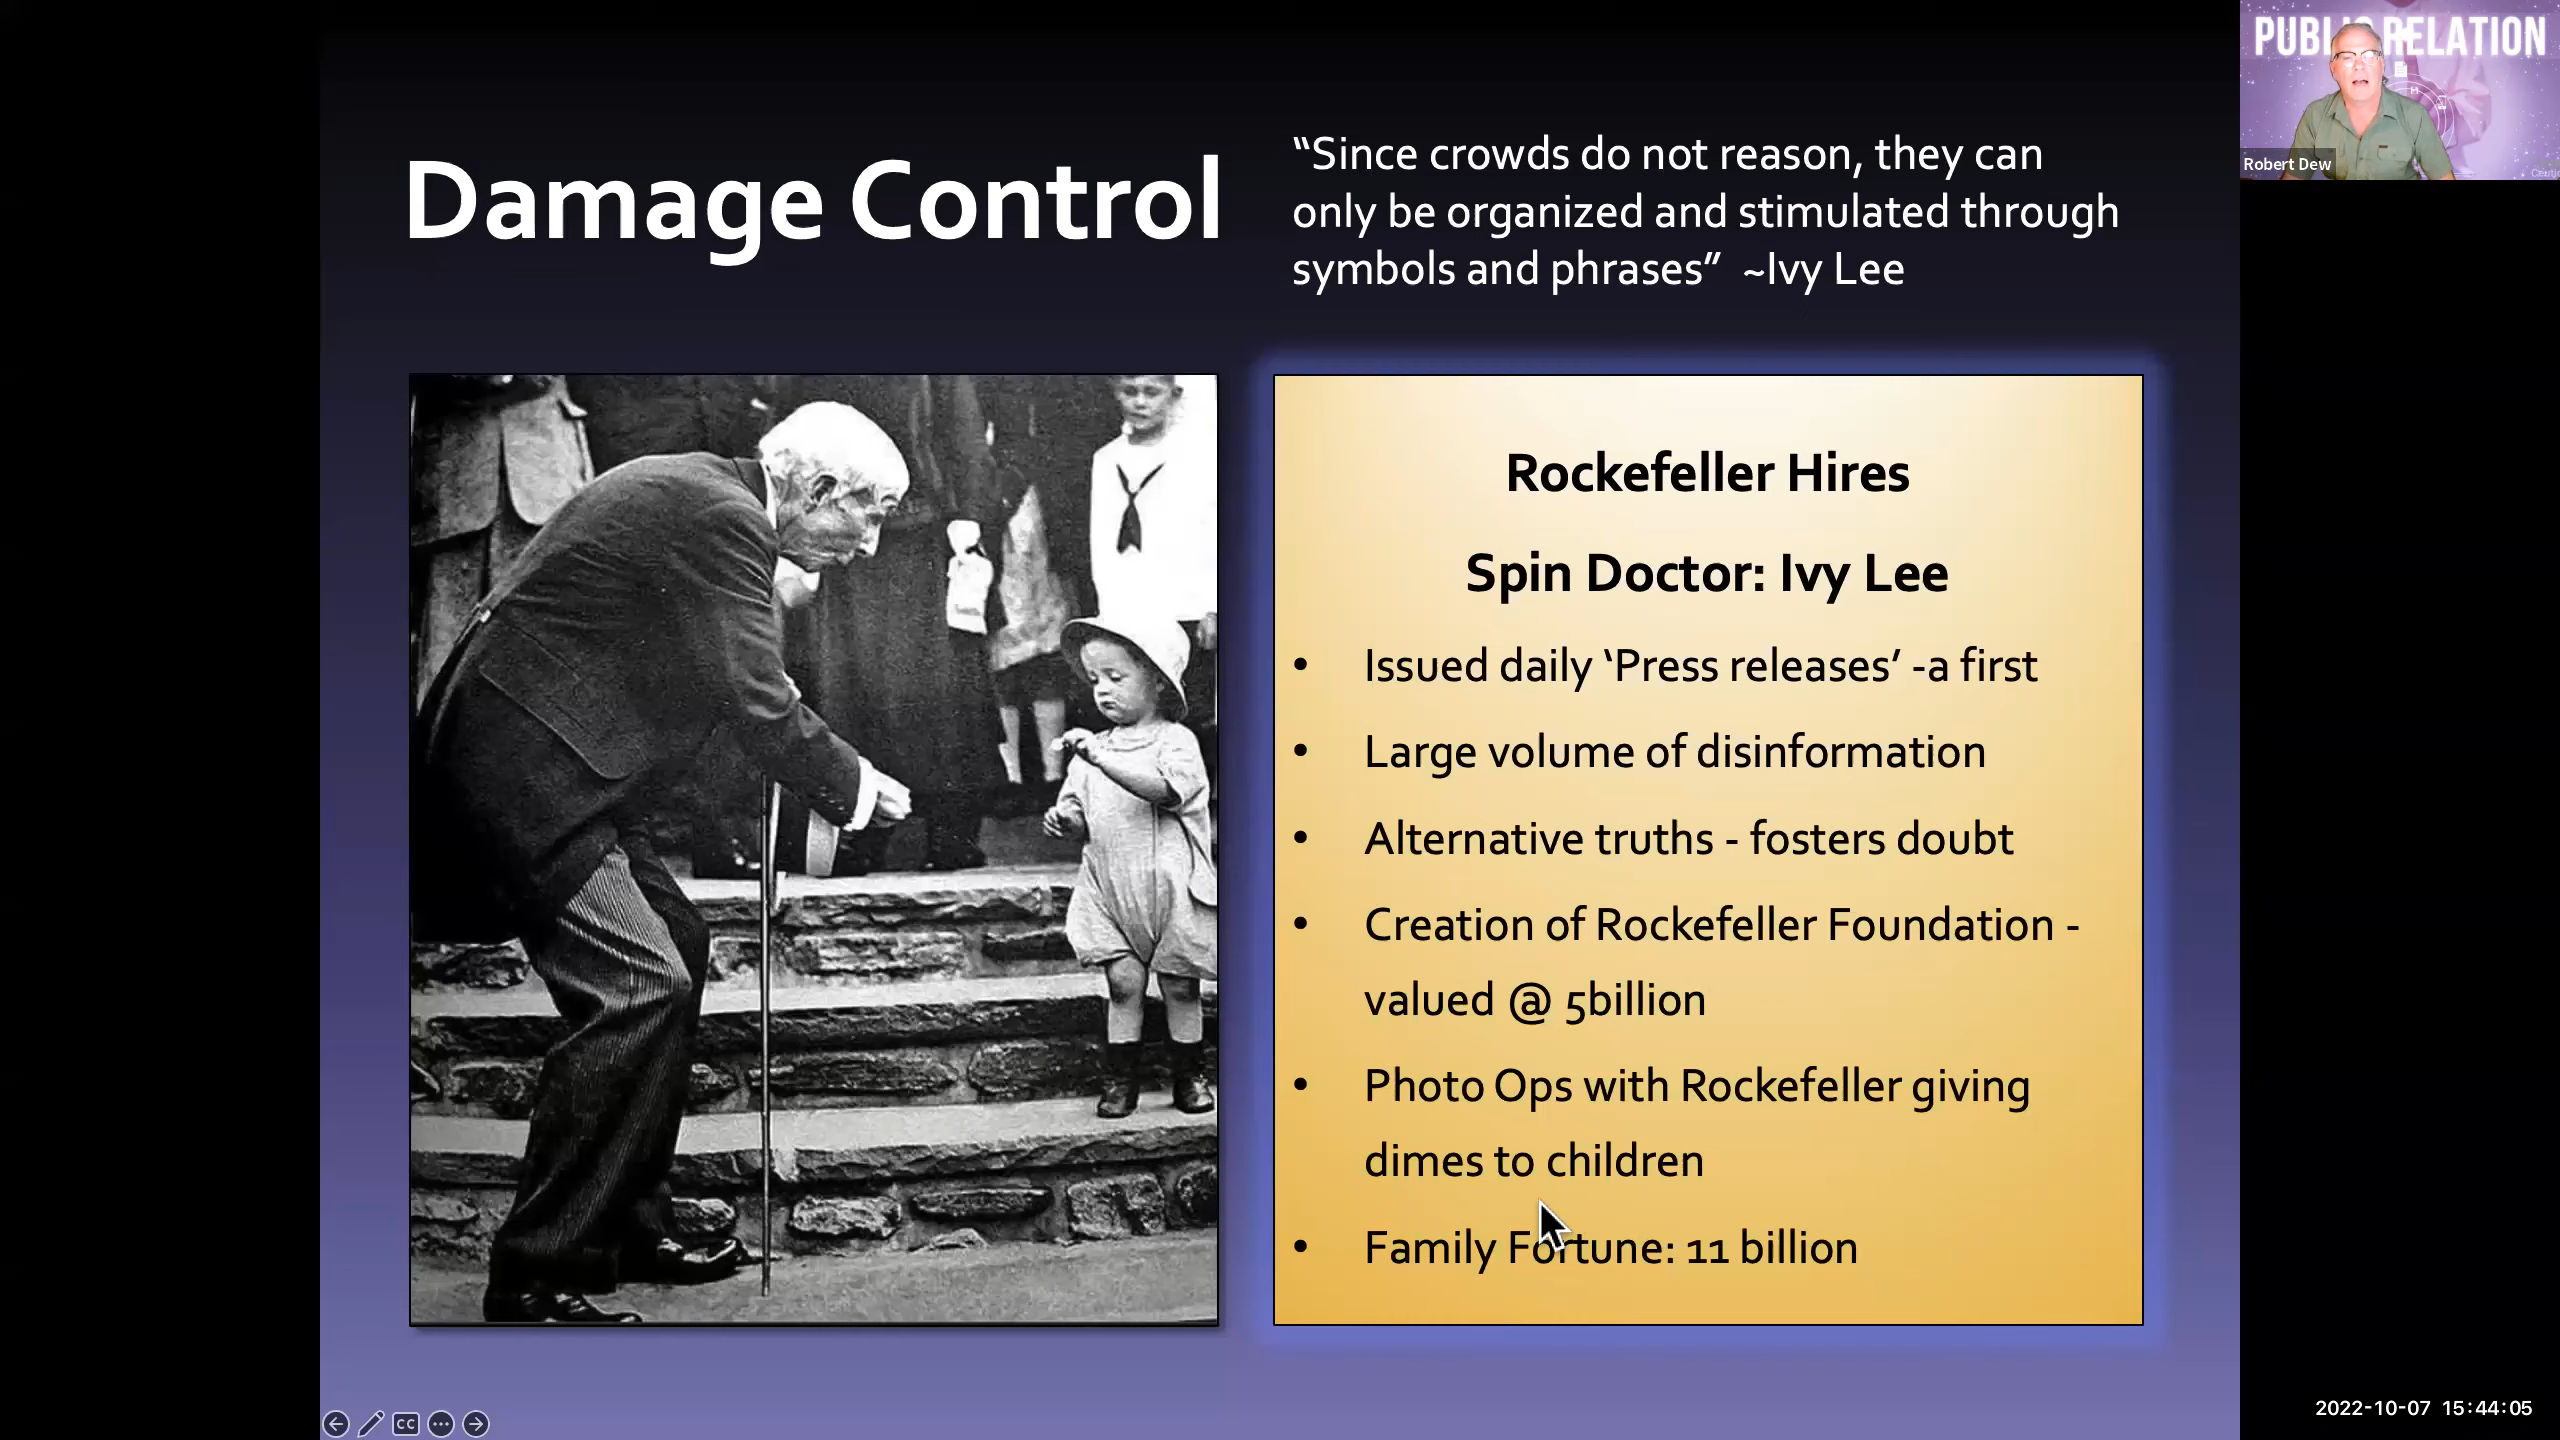 PUBLIC RELATION
Robert Dew
Damage Control
“Since crowds do not reason, they can
only be organized and stimulated through
symbols and phrases” ~Ivy Lee
Rockefeller Hires
Spin Doctor: Ivy Lee
• Issued daily ‘Press releases’ -a first
• Large volume of disinformation
• Alternative truths - fosters doubt
• Creation of Rockefeller Foundation -
valued @ 5billion
• Photo Ops with Rockefeller giving
dimes to children
• Family Fortune: 11 billion
CC
2022-10-07 15:44:05